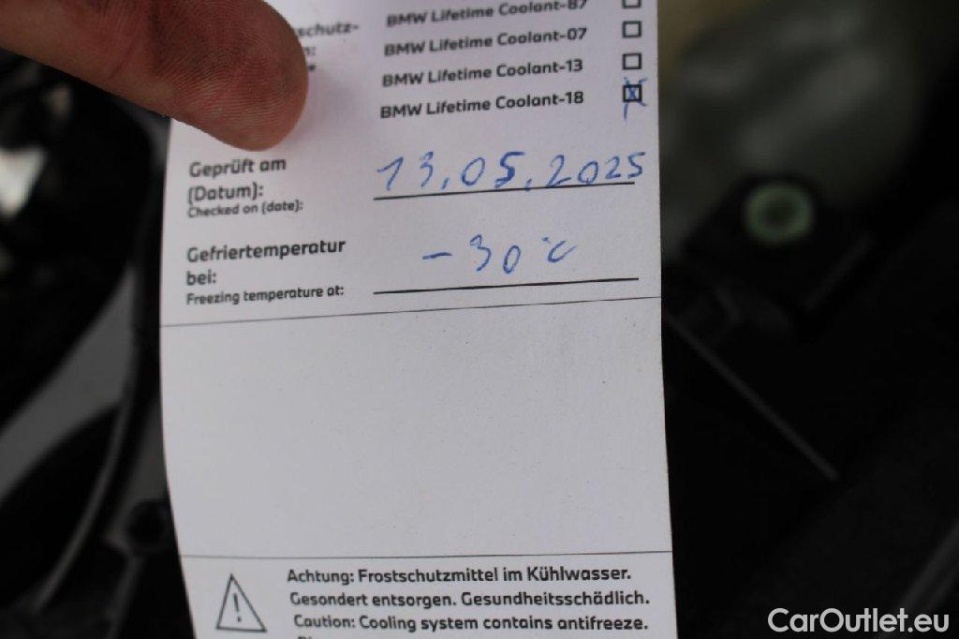 BMW Lifetime Coolant-87
schutz-
BMW Lifetime Coolant-07
BMW Lifetime Coolant-13
BMW Lifetime Coolant-18
Geprüft am
(Datum):
Checked on (date):
13.05.2025
Gefriertemperatur
bei:
Freezing temperature at:
-30°C
Achtung: Frostschutzmittel im Kühlwasser.
Gesondert entsorgen. Gesundheitsschädlich.
Caution: Cooling system contains antifreeze.
CarOutlet.eu